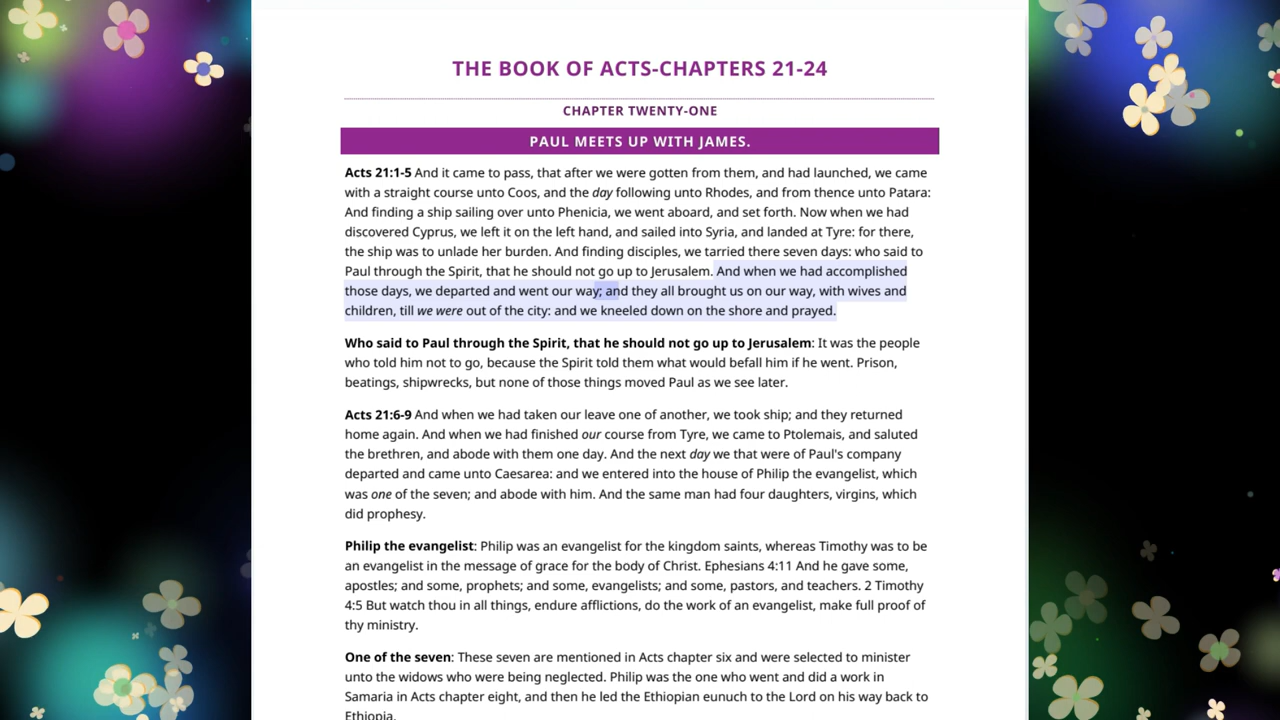 THE BOOK OF ACTS-CHAPTERS 21-24
CHAPTER TWENTY-ONE
PAUL MEETS UP WITH JAMES.
Acts 21:1-5 And it came to pass, that after we were gotten from them, and had launched, we came
with a straight course unto Coos, and the day following unto Rhodes, and from thence unto Patara:
And finding a ship sailing over unto Phenicia, we went aboard, and set forth. Now when we had
discovered Cyprus, we left it on the left hand, and sailed into Syria, and landed at Tyre: for there,
the ship was to unlade her burden. And finding disciples, we tarried there seven days: who said to
Paul through the Spirit, that he should not go up to Jerusalem. And when we had accomplished
those days, we departed and went our way; and they all brought us on our way, with wives and
children, till we were out of the city: and we kneeled down on the shore and prayed.
Who said to Paul through the Spirit, that he should not go up to Jerusalem: It was the people
who told him not to go, because the Spirit told them what would befall him if he went. Prison,
beatings, shipwrecks, but none of those things moved Paul as we see later.
Acts 21:6-9 And when we had taken our leave one of another, we took ship; and they returned
home again. And when we had finished our course from Tyre, we came to Ptolemais, and saluted
the brethren, and abode with them one day. And the next day we that were of Paul's company
departed and came unto Caesarea: and we entered into the house of Philip the evangelist, which
was one of the seven; and abode with him. And the same man had four daughters, virgins, which
did prophesy.
Philip the evangelist: Philip was an evangelist for the kingdom saints, whereas Timothy was to be
an evangelist in the message of grace for the body of Christ. Ephesians 4:11 And he gave some,
apostles; and some, prophets; and some, evangelists; and some, pastors, and teachers. 2 Timothy
4:5 But watch thou in all things, endure afflictions, do the work of an evangelist, make full proof of
thy ministry.
One of the seven: These seven are mentioned in Acts chapter six and were selected to minister
unto the widows who were being neglected. Philip was the one who went and did a work in
Samaria in Acts chapter eight, and then he led the Ethiopian eunuch to the Lord on his way back to
Ethiopia.